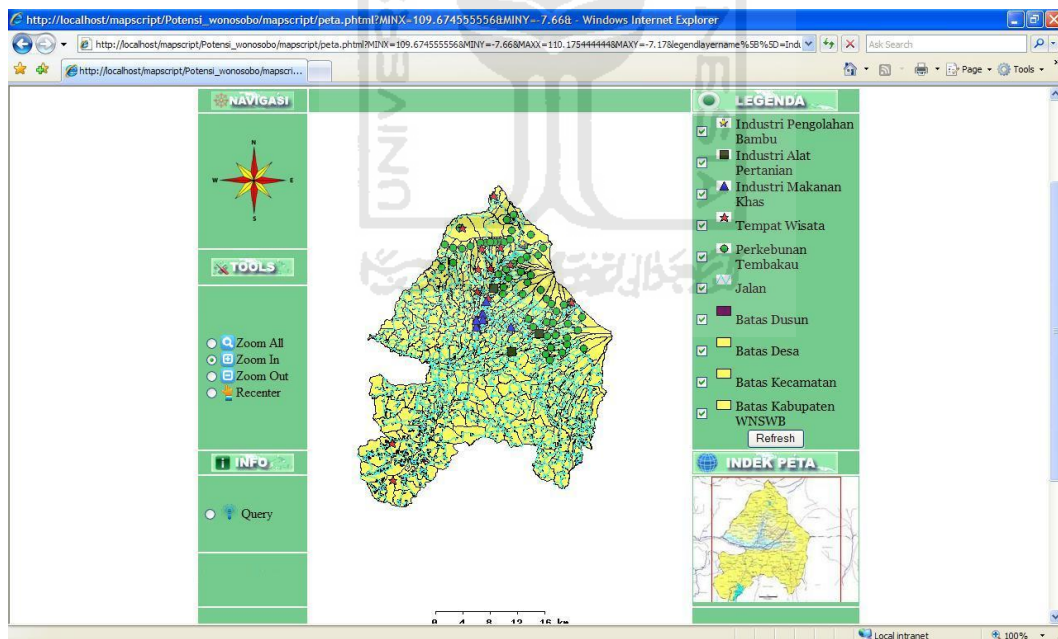 http://localhost/mapscript/Potensi_wonosobo/mapscript/peta.phtml?MINX=109.674555556&MINY=-7.66& - Windows Internet Explorer
http://localhost/mapscript/Potensi_wonosobo/mapscript/peta.phtml?MINX=109.674555556&MINY=-7.66&MAXX=110.175444444&MAXY=-7.17&legendlayername%5B%5D=Indu
Ask Search
http://localhost/mapscript/Potensi_wonosobo/mapscri...
Page
Tools
NAVIGASI
N
W
E
S
TOOLS
Zoom All
Zoom In
Zoom Out
Recenter
INFO
Query
0 4 8 12 16 km
LEGENDA
Industri Pengolahan
Bambu
Industri Alat
Pertanian
Industri Makanan
Khas
Tempat Wisata
Perkebunan
Tembakau
Jalan
Batas Dusun
Batas Desa
Batas Kecamatan
Batas Kabupaten
WNSWB
Refresh
INDEK PETA
Local intranet
100%